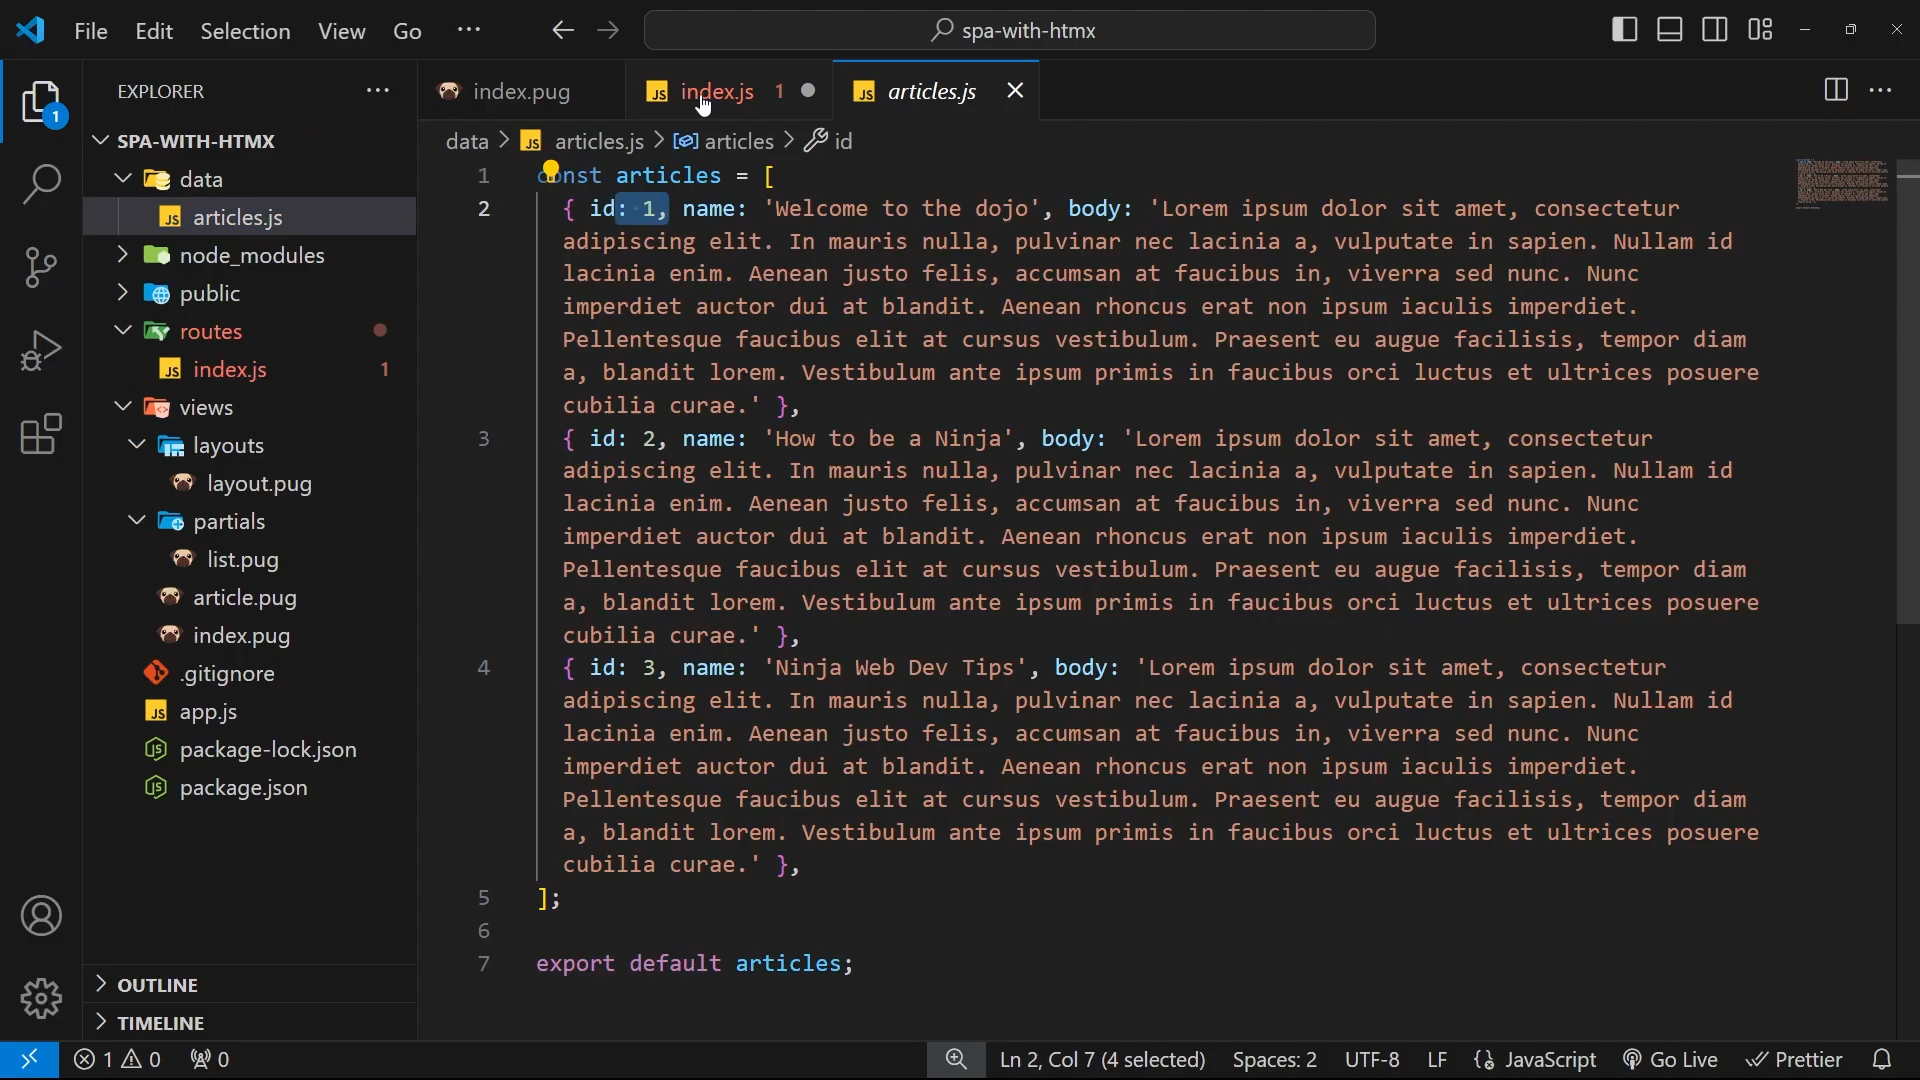 File Edit Selection View Go ··· spa-with-htmx
EXPLORER ···
1
SPA-WITH-HTMX
data
JS articles.js
node_modules
public
routes
JS index.js 1
views
layouts
layout.pug
partials
list.pug
article.pug
index.pug
.gitignore
JS app.js
package-lock.json
package.json
OUTLINE
TIMELINE
index.pug JS index.js 1 JS articles.js
data > JS articles.js > articles > id
1 const articles = [
2 { id: 1, name: 'Welcome to the dojo', body: 'Lorem ipsum dolor sit amet, consectetur
adipiscing elit. In mauris nulla, pulvinar nec lacinia a, vulputate in sapien. Nullam id
lacinia enim. Aenean justo felis, accumsan at faucibus in, viverra sed nunc. Nunc
imperdiet auctor dui at blandit. Aenean rhoncus erat non ipsum iaculis imperdiet.
Pellentesque faucibus elit at cursus vestibulum. Praesent eu augue facilisis, tempor diam
a, blandit lorem. Vestibulum ante ipsum primis in faucibus orci luctus et ultrices posuere
cubilia curae.' },
3 { id: 2, name: 'How to be a Ninja', body: 'Lorem ipsum dolor sit amet, consectetur
adipiscing elit. In mauris nulla, pulvinar nec lacinia a, vulputate in sapien. Nullam id
lacinia enim. Aenean justo felis, accumsan at faucibus in, viverra sed nunc. Nunc
imperdiet auctor dui at blandit. Aenean rhoncus erat non ipsum iaculis imperdiet.
Pellentesque faucibus elit at cursus vestibulum. Praesent eu augue facilisis, tempor diam
a, blandit lorem. Vestibulum ante ipsum primis in faucibus orci luctus et ultrices posuere
cubilia curae.' },
4 { id: 3, name: 'Ninja Web Dev Tips', body: 'Lorem ipsum dolor sit amet, consectetur
adipiscing elit. In mauris nulla, pulvinar nec lacinia a, vulputate in sapien. Nullam id
lacinia enim. Aenean justo felis, accumsan at faucibus in, viverra sed nunc. Nunc
imperdiet auctor dui at blandit. Aenean rhoncus erat non ipsum iaculis imperdiet.
Pellentesque faucibus elit at cursus vestibulum. Praesent eu augue facilisis, tempor diam
a, blandit lorem. Vestibulum ante ipsum primis in faucibus orci luctus et ultrices posuere
cubilia curae.' },
5 ];
6
7 export default articles;
1 0 0 Ln 2, Col 7 (4 selected) Spaces: 2 UTF-8 LF {} JavaScript Go Live Prettier